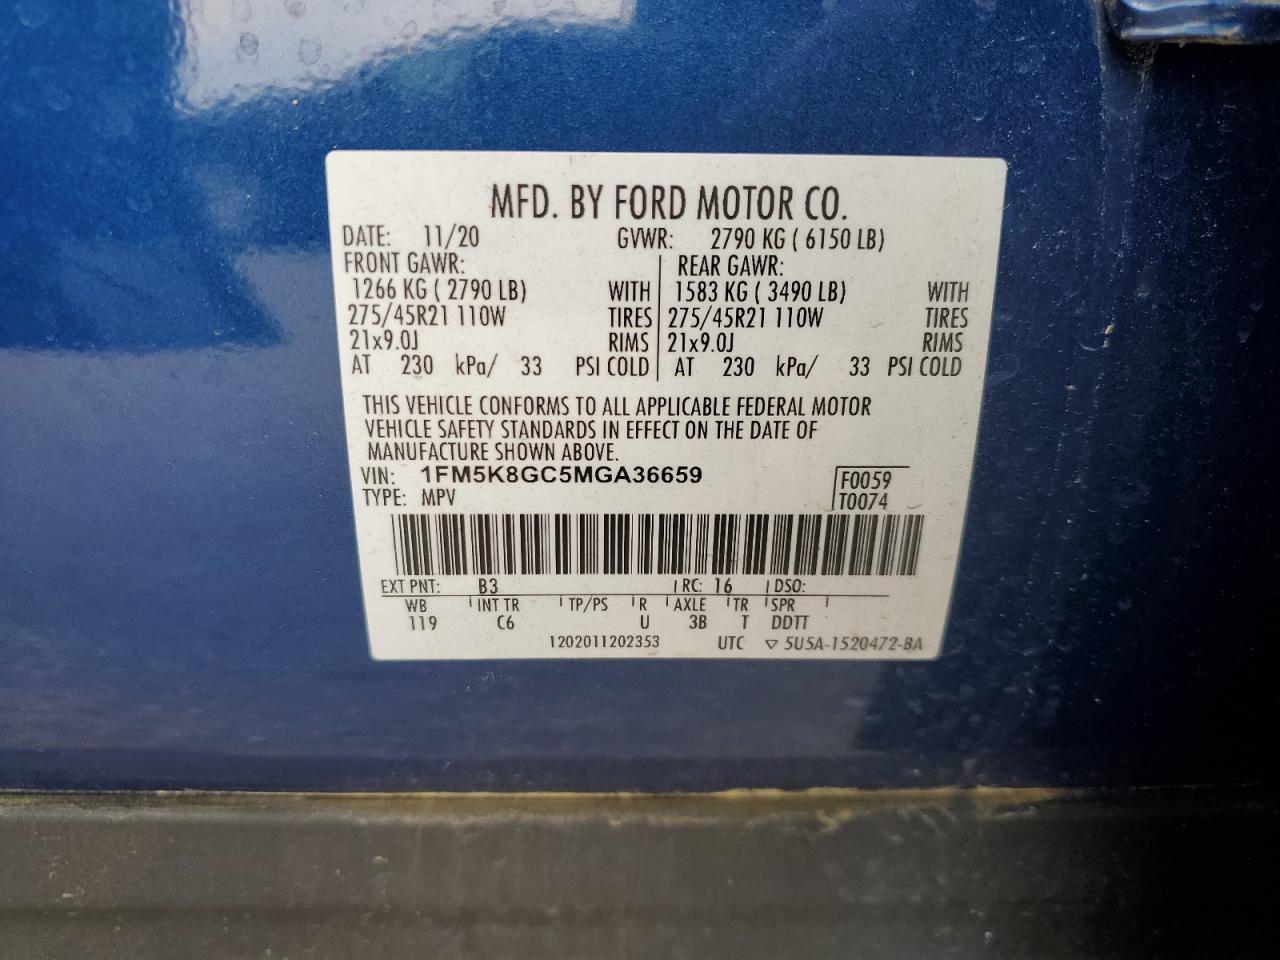 MFD. BY FORD MOTOR CO.
DATE: 11/20 GVWR: 2790 KG ( 6150 LB)
FRONT GAWR: REAR GAWR:
1266 KG ( 2790 LB) WITH 1583 KG ( 3490 LB) WITH
275/45R21 110W TIRES 275/45R21 110W TIRES
21x9.0J RIMS 21x9.0J RIMS
AT 230 kPa/ 33 PSI COLD AT 230 kPa/ 33 PSI COLD
THIS VEHICLE CONFORMS TO ALL APPLICABLE FEDERAL MOTOR
VEHICLE SAFETY STANDARDS IN EFFECT ON THE DATE OF
MANUFACTURE SHOWN ABOVE.
VIN: 1FM5K8GC5MGA36659 F0059
TYPE: MPV T0074
EXT PNT: B3 RC: 16 DSO:
WB INT TR TP/PS R AXLE TR SPR
119 C6 U 3B T DDTT
1202011202353 UTC ▽ 5U5A-1520472-BA